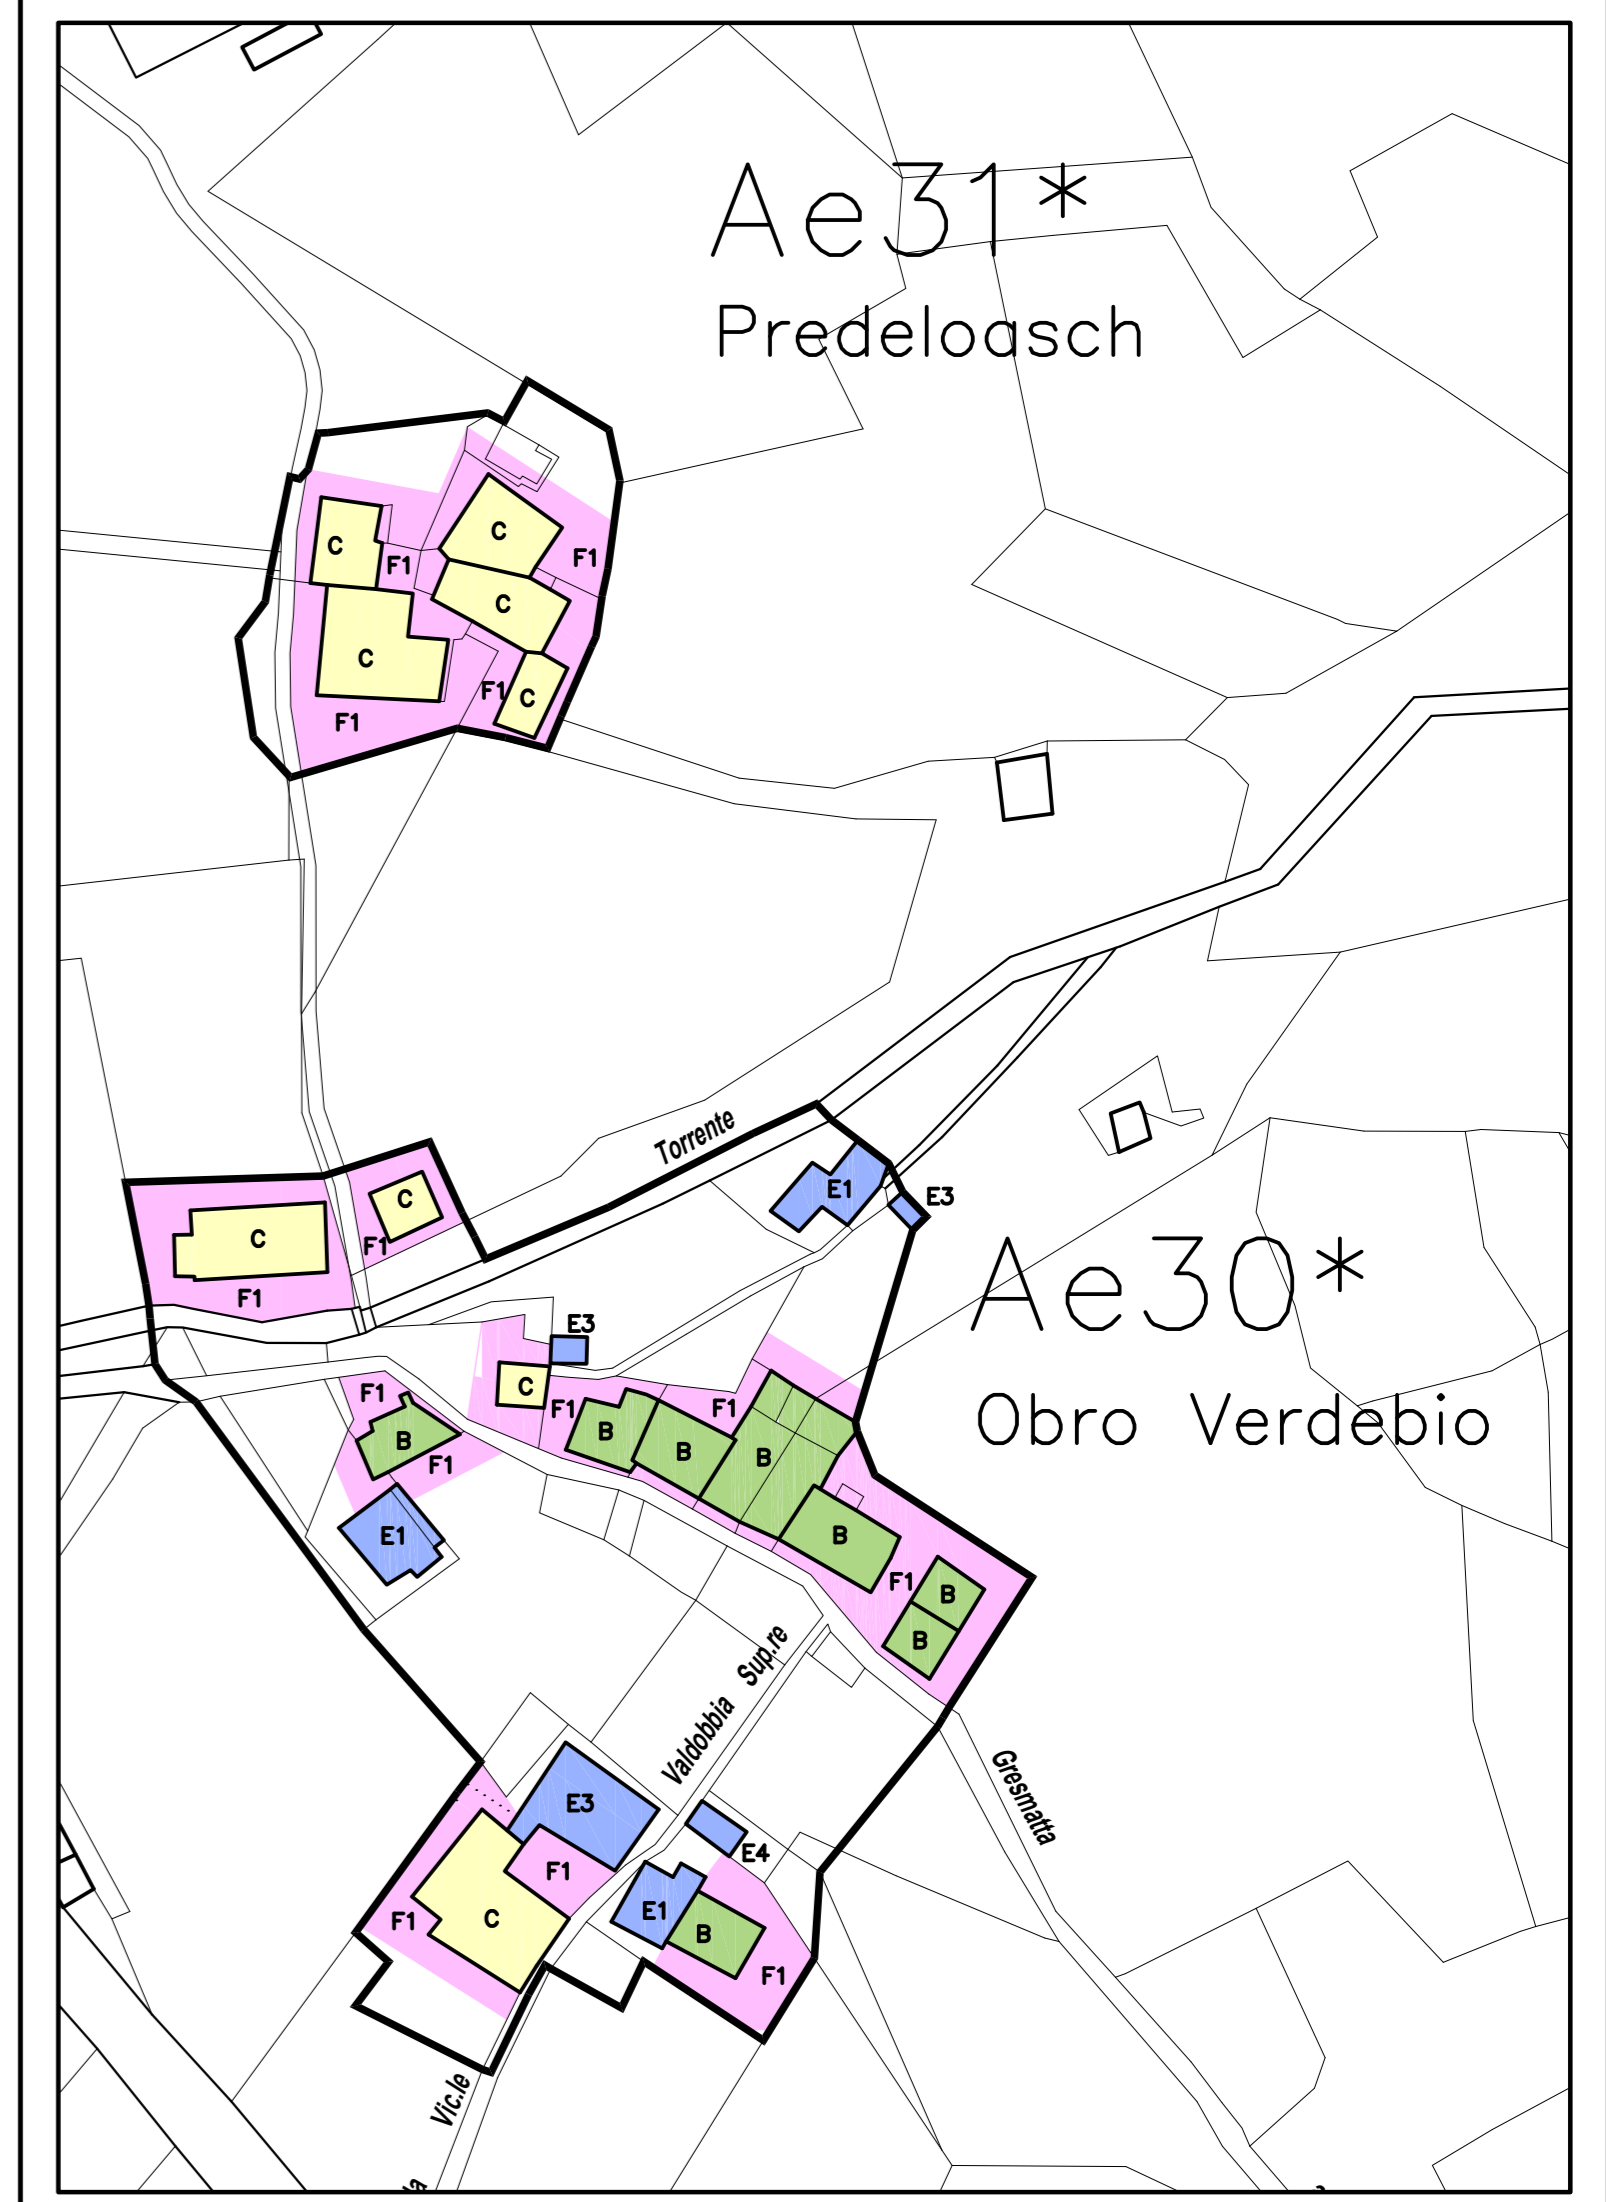 Ae31*
Predeloasch
C
C
F1
F1
C
C
F1
C
F1
Torrente
E1
E3
C
C
F1
F1
Ae30*
Obro Verdebio
E3
C
F1
F1
F1
B
B
B
B
F1
E1
B
F1
B
B
Valdobbia Sup.re
Gresmatta
E3
E4
F1
F1
C
E1
B
F1
Vic.le